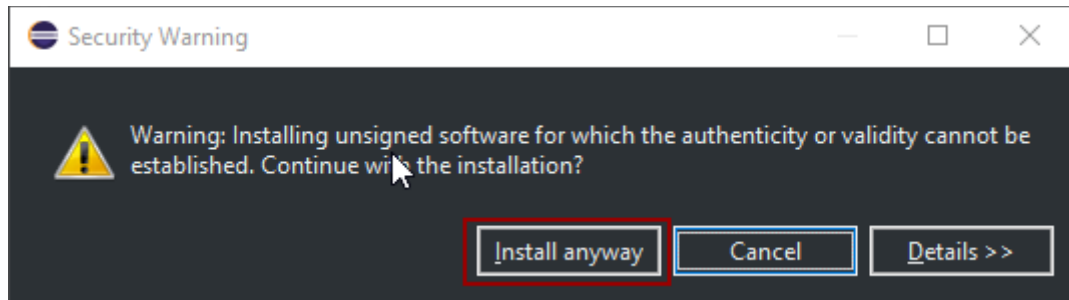 Security Warning
Warning: Installing unsigned software for which the authenticity or validity cannot be
established. Continue with the installation?
Install anyway Cancel Details >>